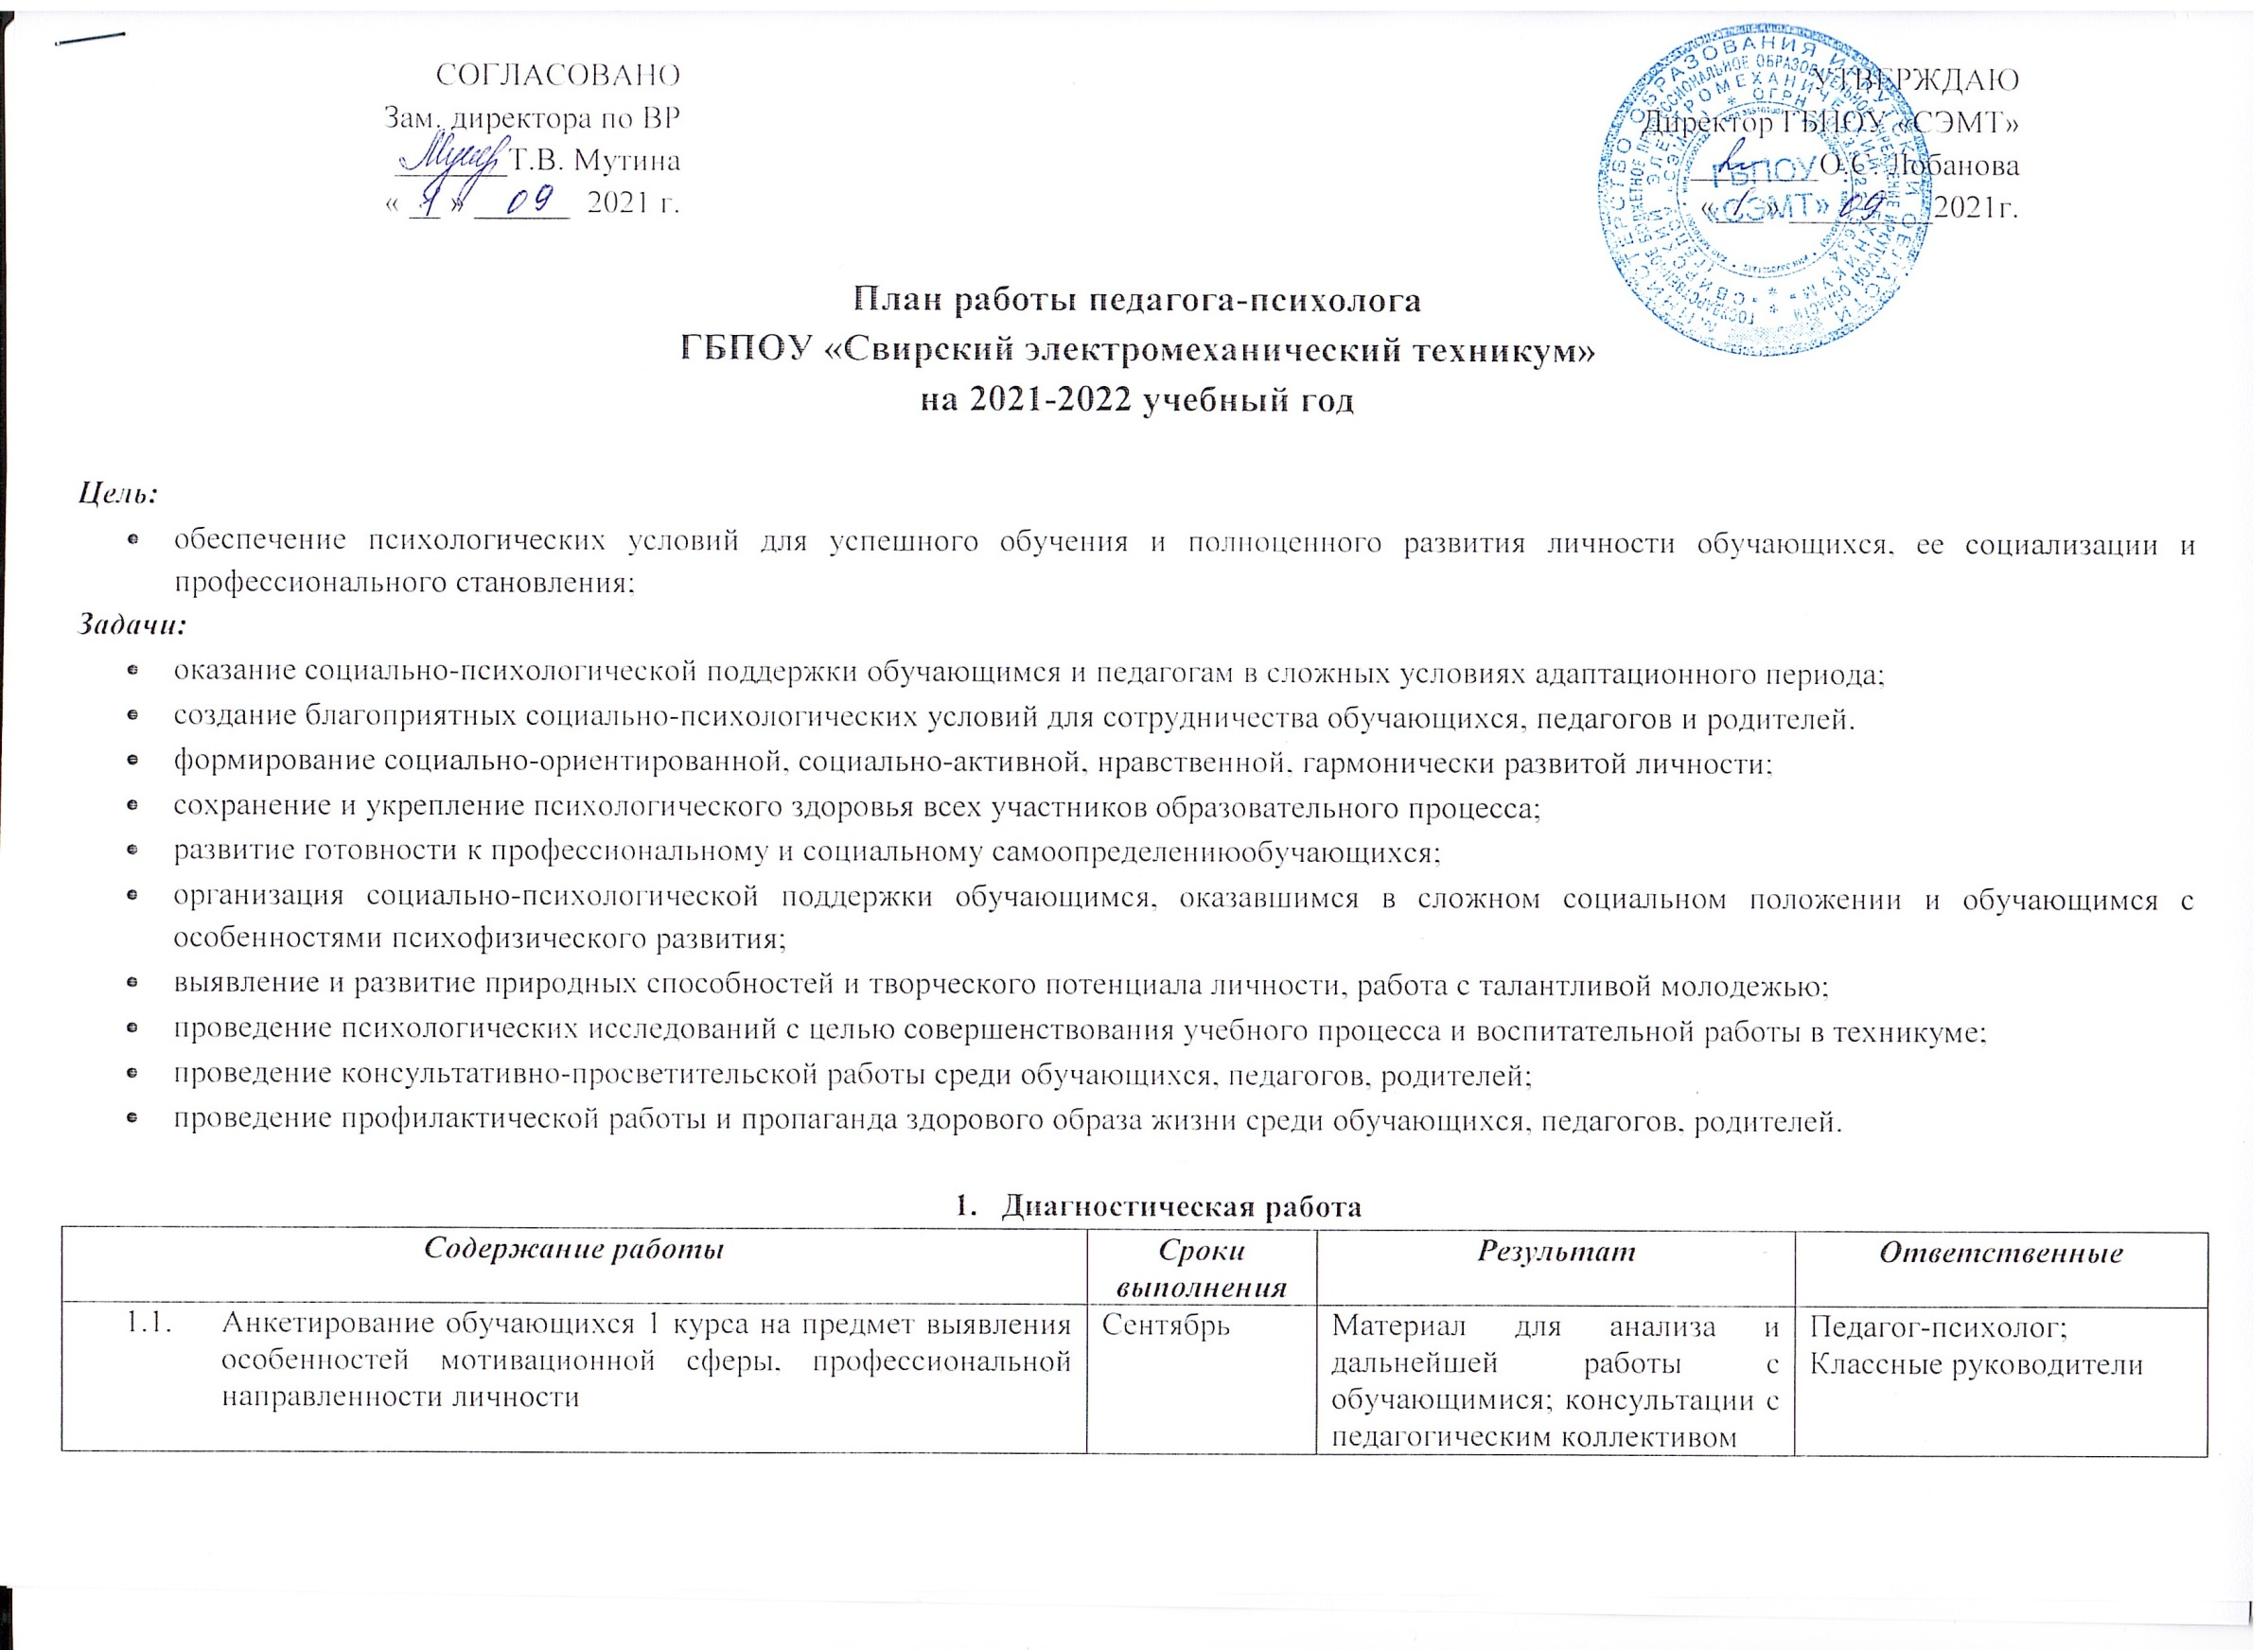 СОГЛАСОВАНО
Зам. директора по ВР
Т.В. Мутина
« 1 » 09 2021 г.
УТВЕРЖДАЮ
Директор ГБПОУ «СЭМТ»
О.С. Лобанова
« 1 » 09 2021г.
ГБПОУ
«СЭМТ»
План работы педагога-психолога
ГБПОУ «Свирский электромеханический техникум»
на 2021-2022 учебный год
Цель:
• обеспечение психологических условий для успешного обучения и полноценного развития личности обучающихся, ее социализации и
профессионального становления;
Задачи:
• оказание социально-психологической поддержки обучающимся и педагогам в сложных условиях адаптационного периода;
• создание благоприятных социально-психологических условий для сотрудничества обучающихся, педагогов и родителей.
• формирование социально-ориентированной, социально-активной, нравственной, гармонически развитой личности;
• сохранение и укрепление психологического здоровья всех участников образовательного процесса;
• развитие готовности к профессиональному и социальному самоопределениюобучающихся;
• организация социально-психологической поддержки обучающимся, оказавшимся в сложном социальном положении и обучающимся с
особенностями психофизического развития;
• выявление и развитие природных способностей и творческого потенциала личности, работа с талантливой молодежью;
• проведение психологических исследований с целью совершенствования учебного процесса и воспитательной работы в техникуме;
• проведение консультативно-просветительской работы среди обучающихся, педагогов, родителей;
• проведение профилактической работы и пропаганда здорового образа жизни среди обучающихся, педагогов, родителей.
1. Диагностическая работа
Содержание работы
Сроки
выполнения
Результат
Ответственные
1.1. Анкетирование обучающихся 1 курса на предмет выявления
особенностей мотивационной сферы, профессиональной
направленности личности
Сентябрь
Материал для анализа и
дальнейшей работы с
обучающимися; консультации с
педагогическим коллективом
Педагог-психолог;
Классные руководители